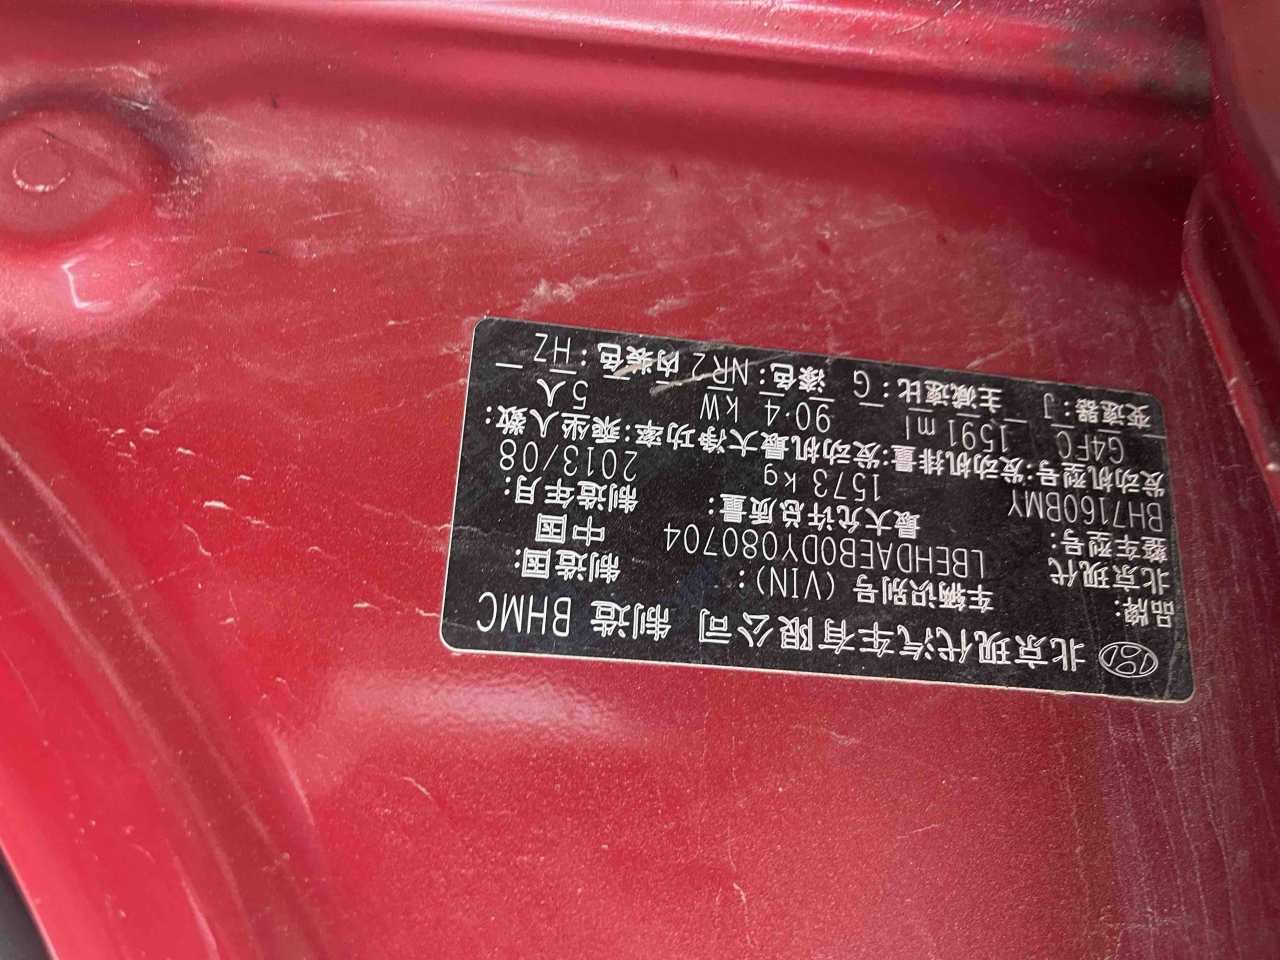 北京现代汽车有限公司 制造 BHMC
品牌: 车辆识别号 (VIN): 制造国:
北京现代 LBEHDAEB0DY080704 中国
整车型号: 最大允许总质量: 制造年月:
BH7160BMY 1573 kg 2013/08
发动机型号: 发动机排量: 发动机最大净功率: 乘坐人数:
G4FC 1591 ml 90.4 kW 5人
变速器: J 主减速比: G 漆色: NR2 内装色: HZ